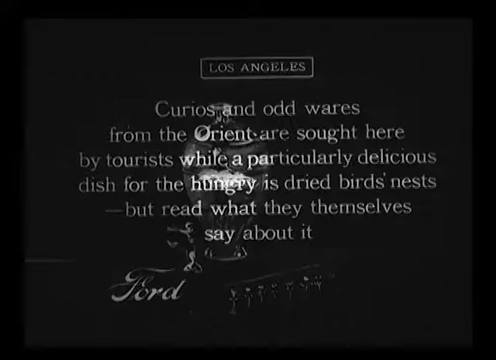 LOS ANGELES
Curios and odd wares
from the Orient are sought here
by tourists while a particularly delicious
dish for the hungry is dried birds' nests
—but read what they themselves
say about it
Ford